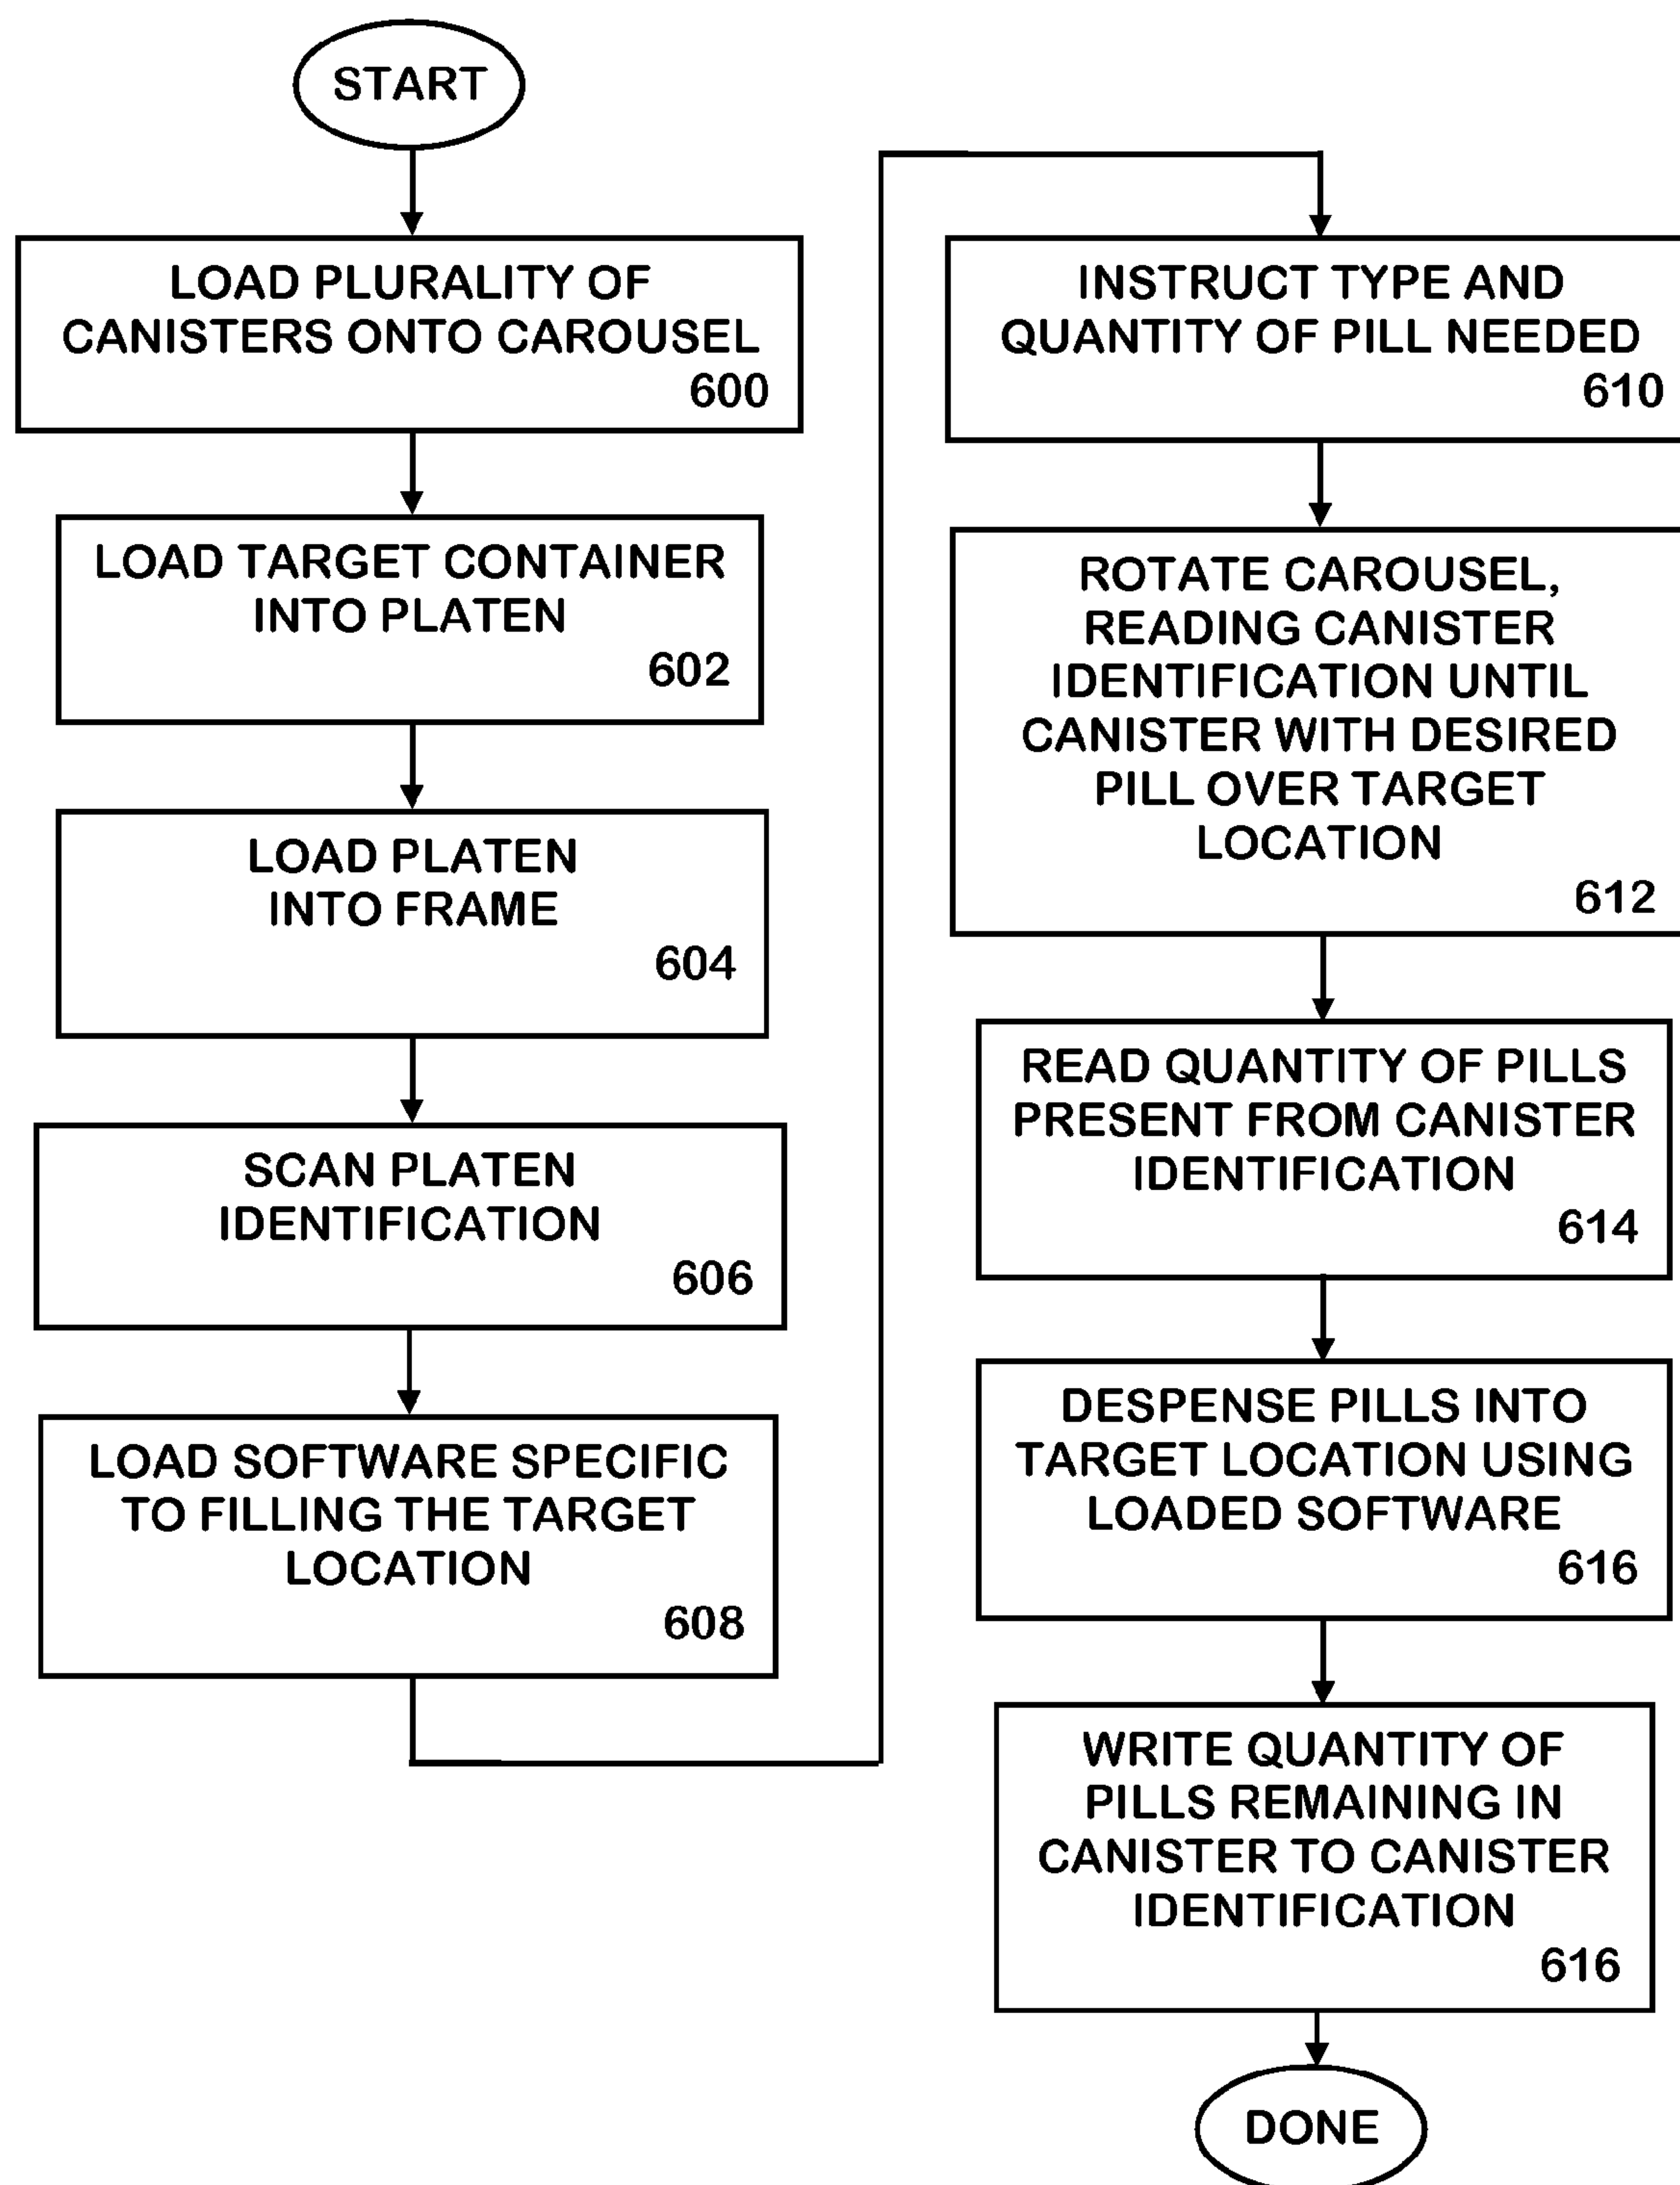 START
LOAD PLURALITY OF
CANISTERS ONTO CAROUSEL
600
LOAD TARGET CONTAINER
INTO PLATEN
602
LOAD PLATEN
INTO FRAME
604
SCAN PLATEN
IDENTIFICATION
606
LOAD SOFTWARE SPECIFIC
TO FILLING THE TARGET
LOCATION
608
INSTRUCT TYPE AND
QUANTITY OF PILL NEEDED
610
ROTATE CAROUSEL,
READING CANISTER
IDENTIFICATION UNTIL
CANISTER WITH DESIRED
PILL OVER TARGET
LOCATION
612
READ QUANTITY OF PILLS
PRESENT FROM CANISTER
IDENTIFICATION
614
DESPENSE PILLS INTO
TARGET LOCATION USING
LOADED SOFTWARE
616
WRITE QUANTITY OF
PILLS REMAINING IN
CANISTER TO CANISTER
IDENTIFICATION
616
DONE